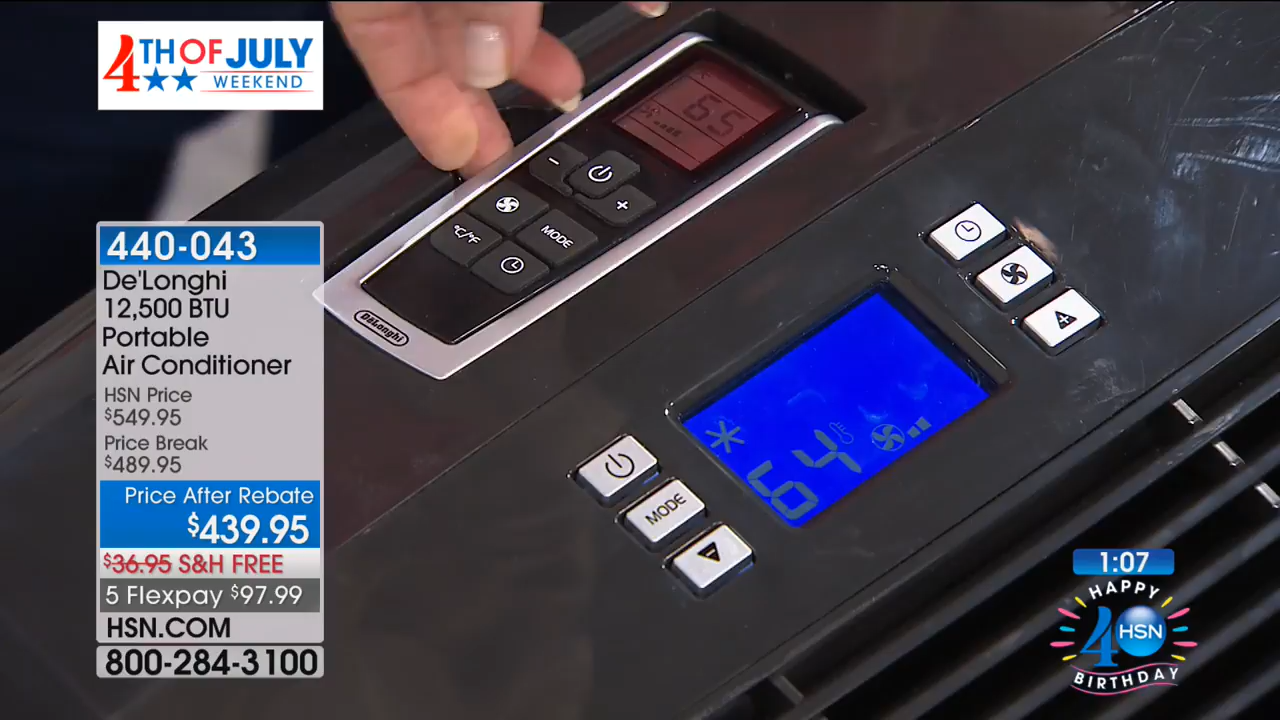 4TH OF JULY
WEEKEND
440-043
De'Longhi
12,500 BTU
Portable
Air Conditioner
HSN Price
$549.95
Price Break
$489.95
Price After Rebate
$439.95
$36.95 S&H FREE
5 Flexpay $97.99
HSN.COM
800-284-3100
65
-
+
MODE
°C/°F
DeLonghi
64
MODE
-
+
1:07
HAPPY
40 HSN
BIRTHDAY